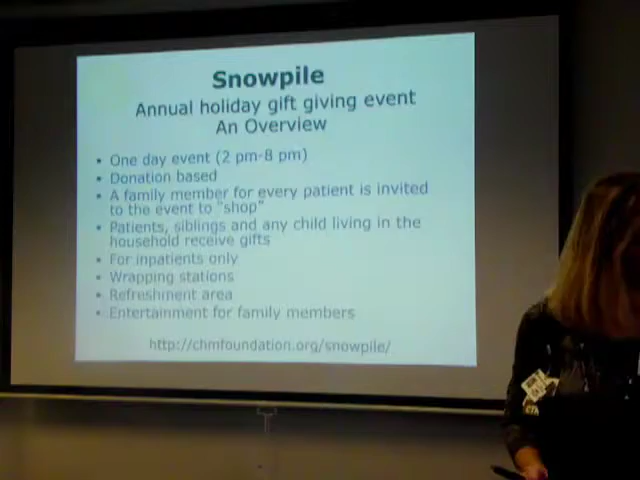 Snowpile
Annual holiday gift giving event
An Overview
• One day event (2 pm-8 pm)
• Donation based
• A family member for every patient is invited
to the event to "shop"
• Patients, siblings and any child living in the
household receive gifts
• For inpatients only
• Wrapping stations
• Refreshment area
• Entertainment for family members
http://chmfoundation.org/snowpile/